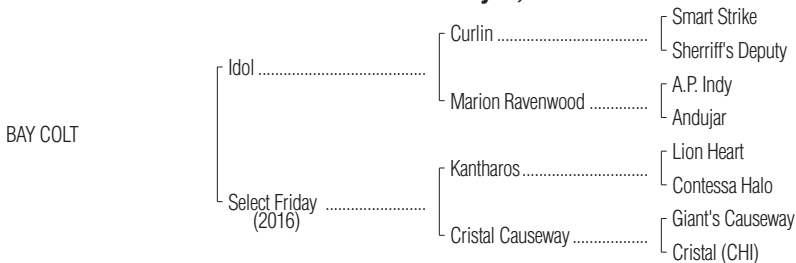 Smart Strike
Curlin ..........................................
Sherriff's Deputy
Idol ..............................................
A.P. Indy
Marion Ravenwood ................
Andujar
BAY COLT
Lion Heart
Kantharos...................................
Contessa Halo
Select Friday ...........................
(2016)
Giant's Causeway
Cristal Causeway.....................
Cristal (CHI)